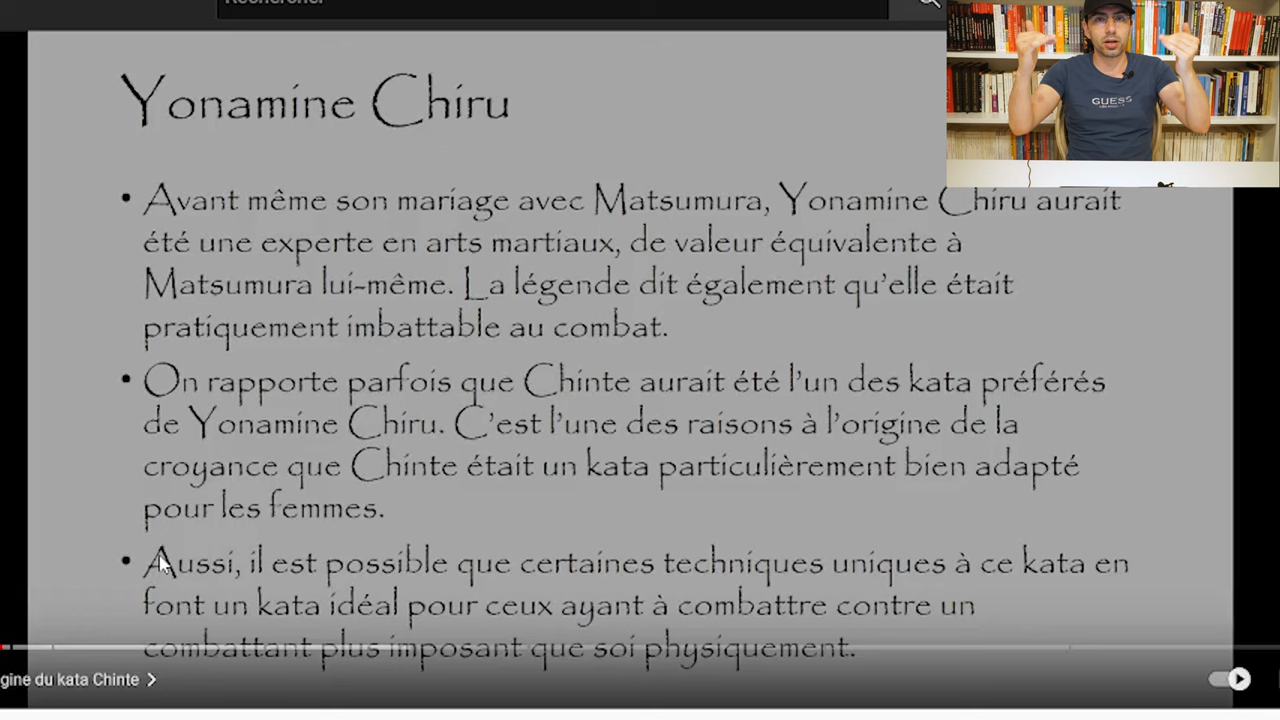 Rechercher
Yonamine Chiru
GUESS
• Avant même son mariage avec Matsumura, Yonamine Chiru aurait
été une experte en arts martiaux, de valeur équivalente à
Matsumura lui-même. La légende dit également qu'elle était
pratiquement imbattable au combat.
• On rapporte parfois que Chinte aurait été l'un des kata préférés
de Yonamine Chiru. C'est l'une des raisons à l'origine de la
croyance que Chinte était un kata particulièrement bien adapté
pour les femmes.
• Aussi, il est possible que certaines techniques uniques à ce kata en
font un kata idéal pour ceux ayant à combattre contre un
combattant plus imposant que soi physiquement.
gine du kata Chinte